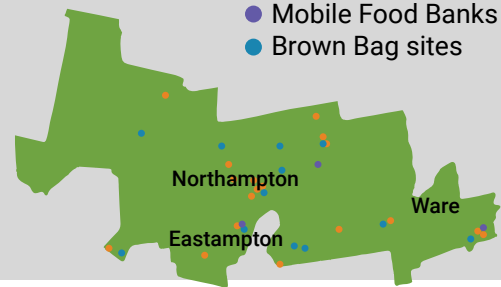 Mobile Food Banks
Brown Bag sites
Northampton
Ware
Eastampton